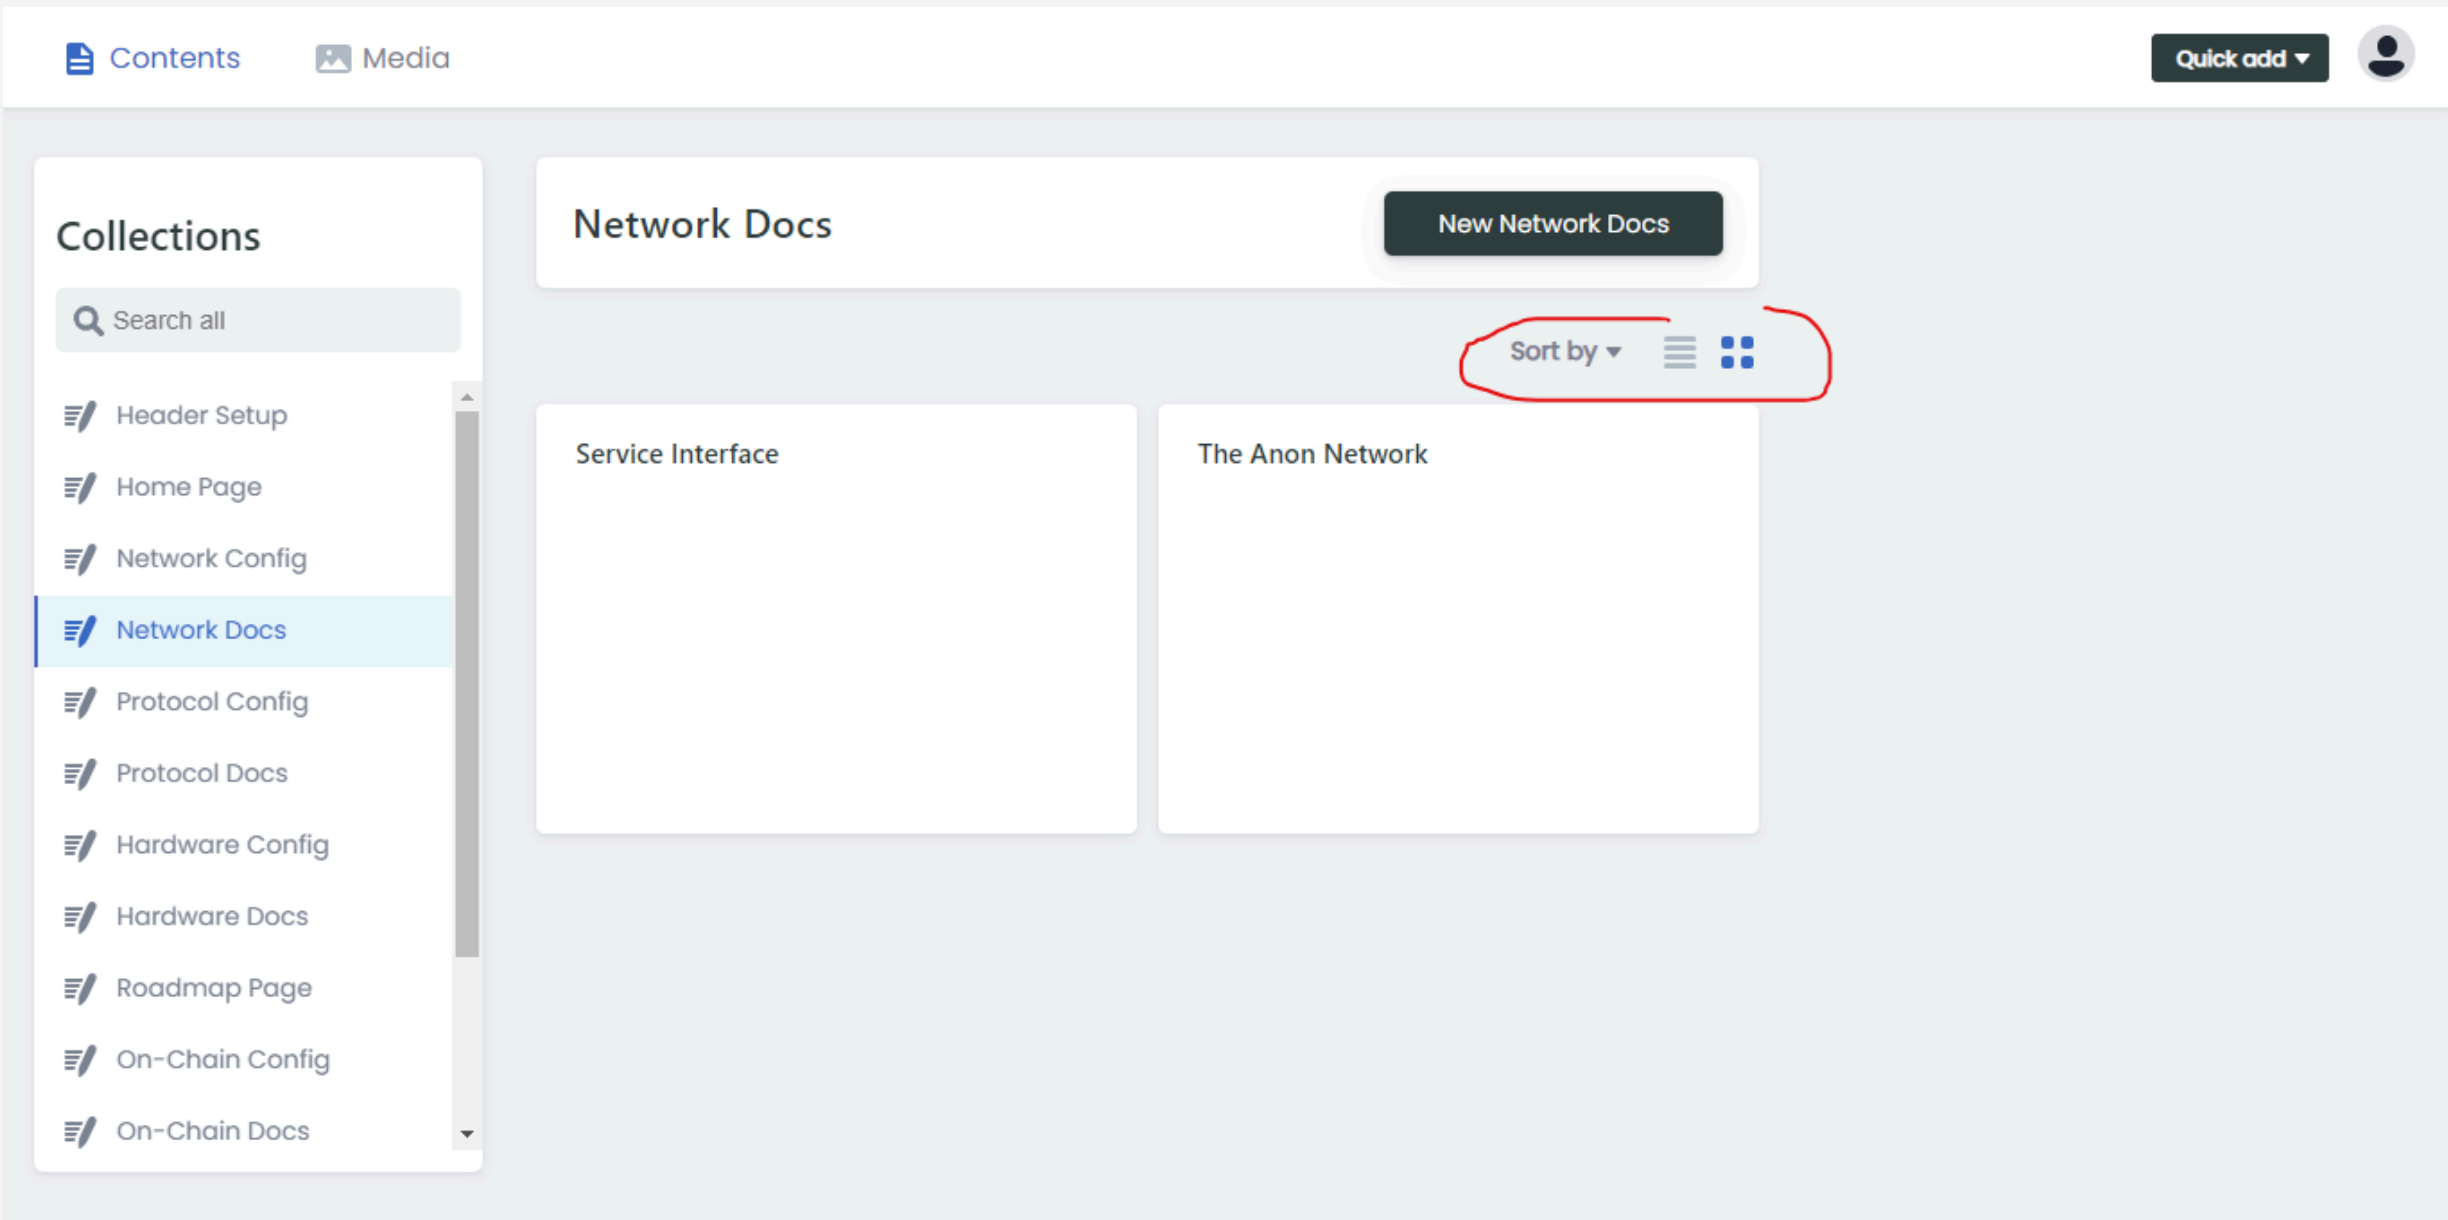 Contents
Media
Quick add
Collections
Search all
Header Setup
Home Page
Network Config
Network Docs
Protocol Config
Protocol Docs
Hardware Config
Hardware Docs
Roadmap Page
On-Chain Config
On-Chain Docs
Network Docs
New Network Docs
Sort by
Service Interface
The Anon Network